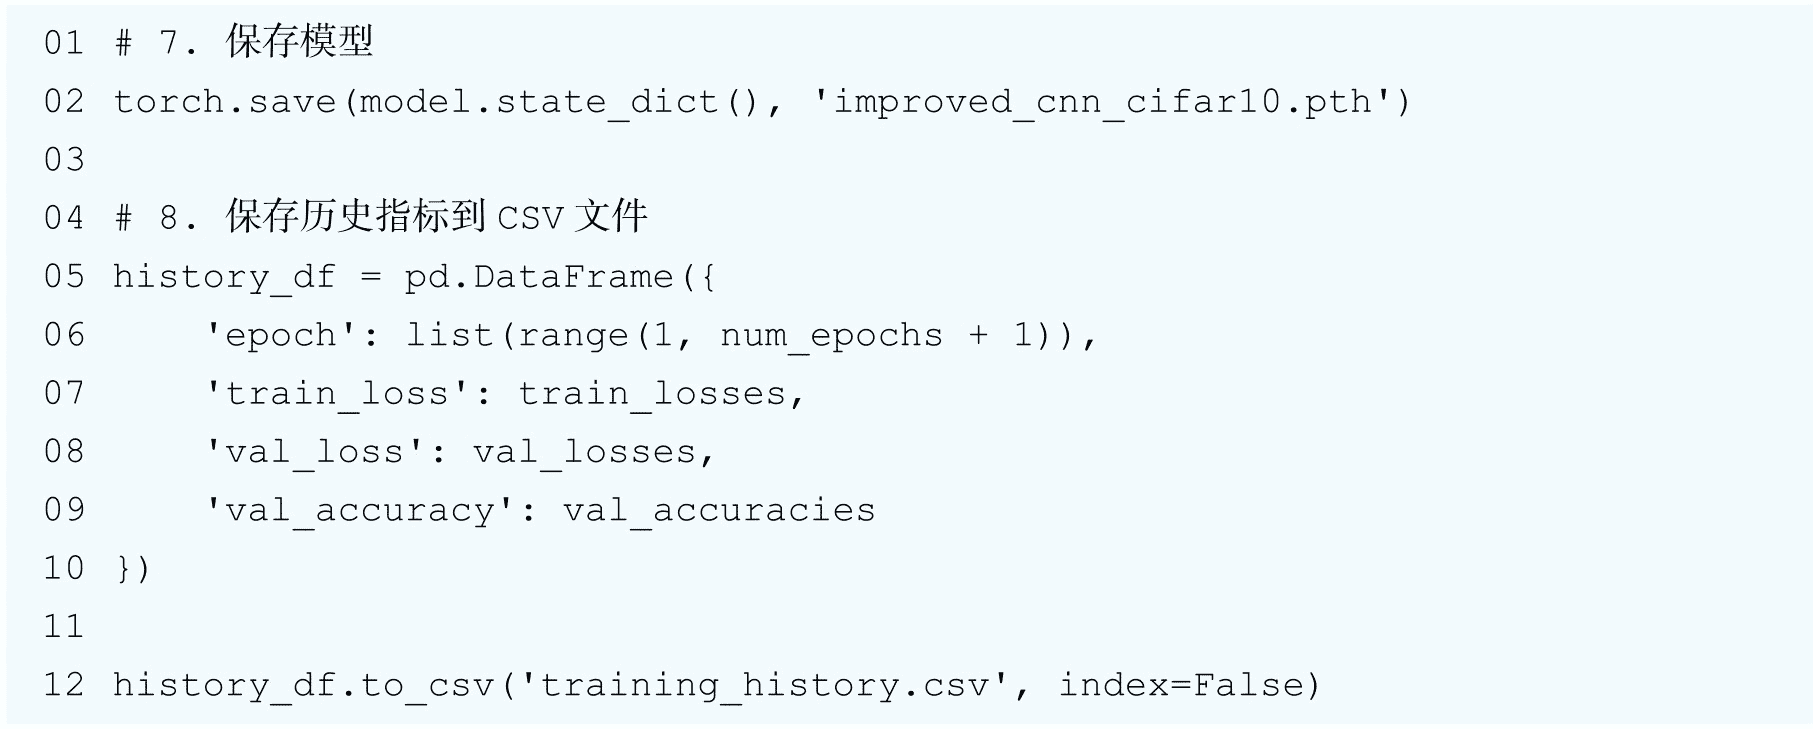 01 # 7. 保存模型
02 torch.save(model.state_dict(), 'improved_cnn_cifar10.pth')
03
04 # 8. 保存历史指标到 CSV 文件
05 history_df = pd.DataFrame({
06     'epoch': list(range(1, num_epochs + 1)),
07     'train_loss': train_losses,
08     'val_loss': val_losses,
09     'val_accuracy': val_accuracies
10 })
11
12 history_df.to_csv('training_history.csv', index=False)